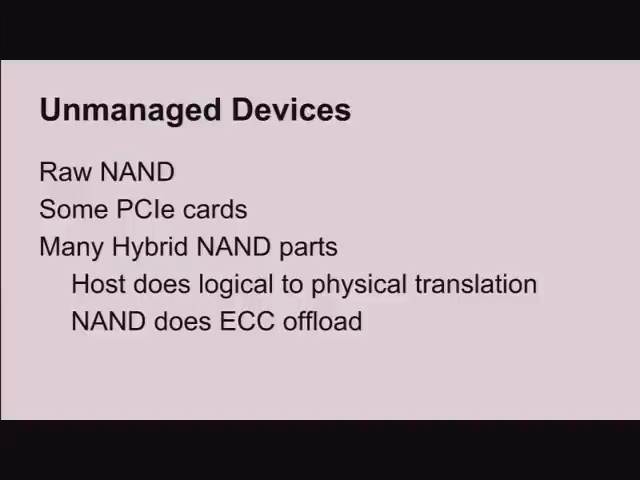 Unmanaged Devices
Raw NAND
Some PCIe cards
Many Hybrid NAND parts
Host does logical to physical translation
NAND does ECC offload